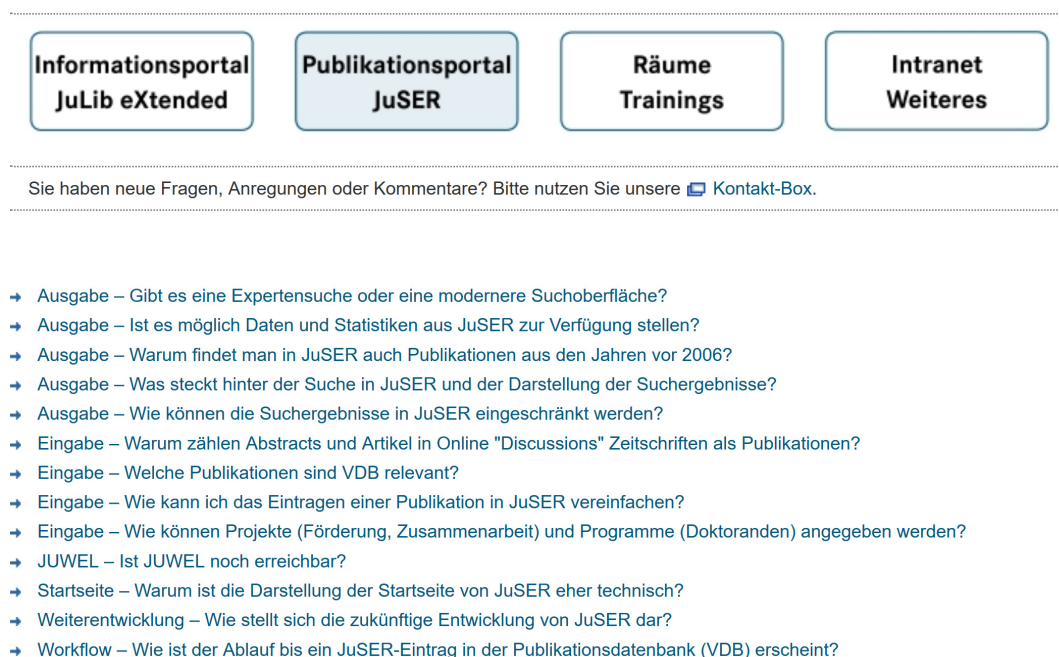 Informationsportal
JuLib eXtended
Publikationsportal
JuSER
Räume
Trainings
Intranet
Weiteres
Sie haben neue Fragen, Anregungen oder Kommentare? Bitte nutzen Sie unsere Kontakt-Box.
Ausgabe – Gibt es eine Expertensuche oder eine modernere Suchoberfläche?
Ausgabe – Ist es möglich Daten und Statistiken aus JuSER zur Verfügung stellen?
Ausgabe – Warum findet man in JuSER auch Publikationen aus den Jahren vor 2006?
Ausgabe – Was steckt hinter der Suche in JuSER und der Darstellung der Suchergebnisse?
Ausgabe – Wie können die Suchergebnisse in JuSER eingeschränkt werden?
Eingabe – Warum zählen Abstracts und Artikel in Online "Discussions" Zeitschriften als Publikationen?
Eingabe – Welche Publikationen sind VDB relevant?
Eingabe – Wie kann ich das Eintragen einer Publikation in JuSER vereinfachen?
Eingabe – Wie können Projekte (Förderung, Zusammenarbeit) und Programme (Doktoranden) angegeben werden?
JUWEL – Ist JUWEL noch erreichbar?
Startseite – Warum ist die Darstellung der Startseite von JuSER eher technisch?
Weiterentwicklung – Wie stellt sich die zukünftige Entwicklung von JuSER dar?
Workflow – Wie ist der Ablauf bis ein JuSER-Eintrag in der Publikationsdatenbank (VDB) erscheint?